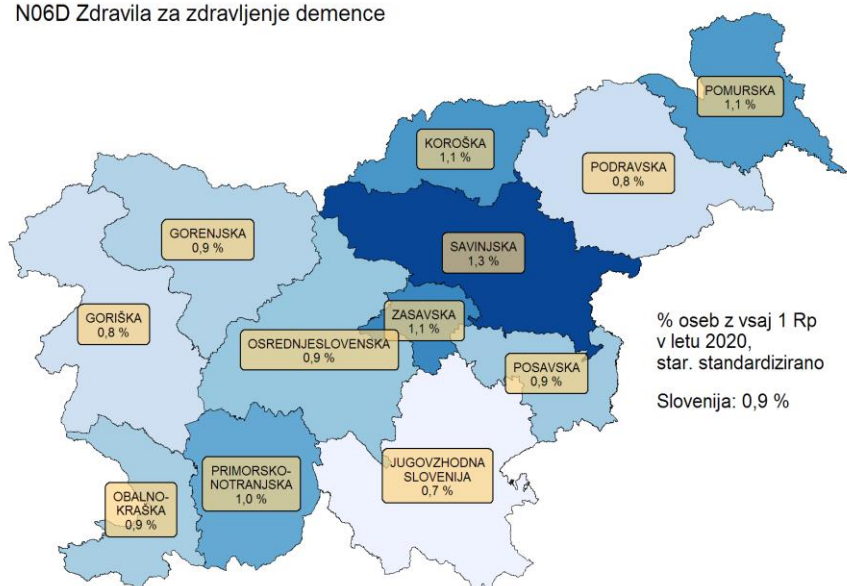 N06D Zdravila za zdravljenje demence
POMURSKA
1,1 %
KOROŠKA
1,1 %
PODRAVSKA
0,8 %
GORENJSKA
0,9 %
SAVINJSKA
1,3 %
GORIŠKA
0,8 %
ZASAVSKA
1,1 %
OSREDNJESLOVENSKA
0,9 %
POSAVSKA
0,9 %
% oseb z vsaj 1 Rp
v letu 2020,
star. standardizirano
Slovenija: 0,9 %
PRIMORSKO-
NOTRANJSKA
1,0 %
JUGOVZHODNA
SLOVENIJA
0,7 %
OBALNO-
KRAŠKA
0,9 %